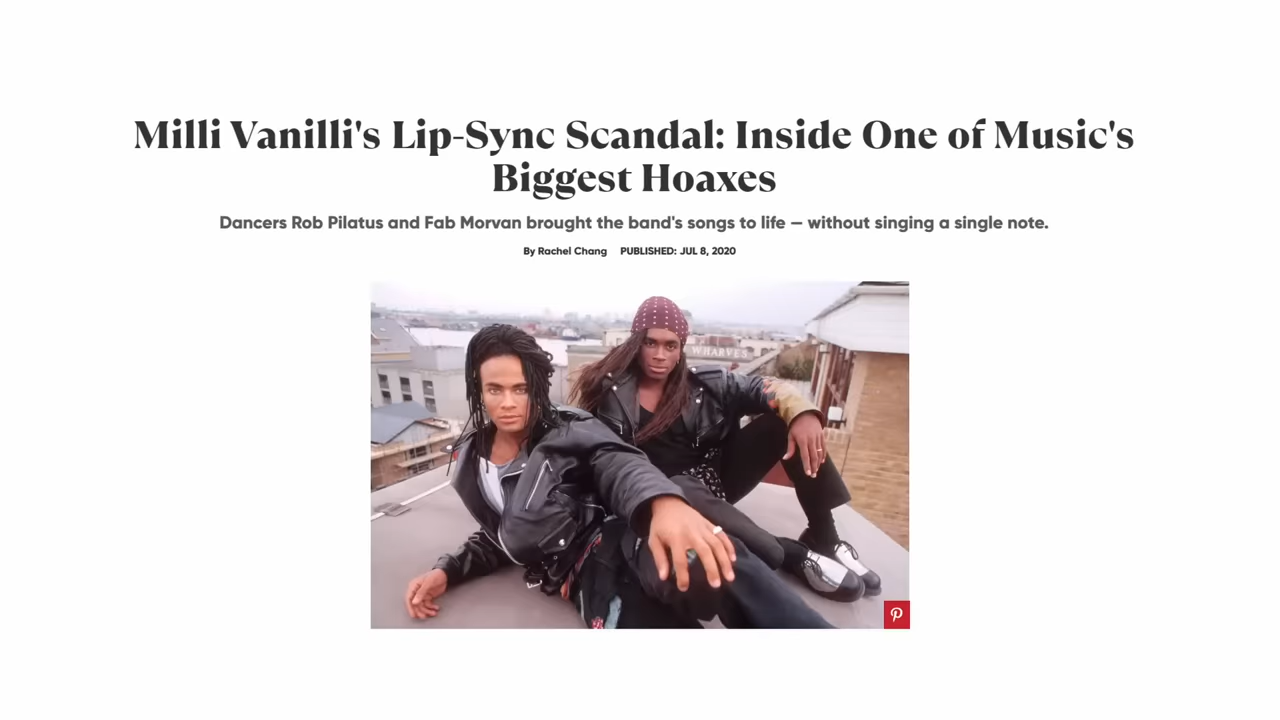 Milli Vanilli's Lip-Sync Scandal: Inside One of Music's
Biggest Hoaxes
Dancers Rob Pilatus and Fab Morvan brought the band's songs to life — without singing a single note.
By Rachel Chang PUBLISHED: JUL 8, 2020
WHARVES